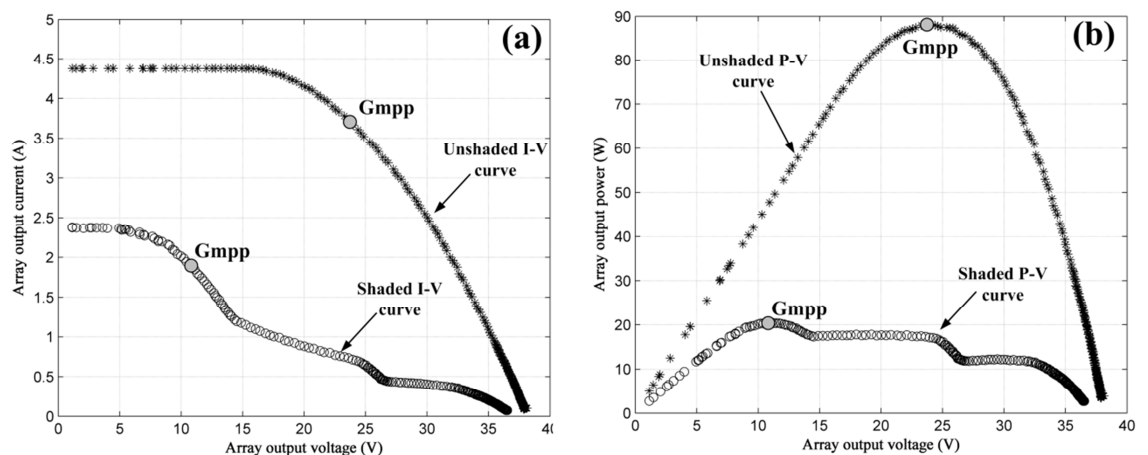 (a)
5
4.5
4
3.5
3
2.5
2
1.5
1
0.5
0
Array output current (A)
Gmpp
Unshaded I-V
curve
Gmpp
Shaded I-V
curve
0 5 10 15 20 25 30 35 40
Array output voltage (V)
(b)
90
80
70
60
50
40
30
20
10
0
Array output power (W)
Gmpp
Unshaded P-V
curve
Shaded P-V
curve
Gmpp
0 5 10 15 20 25 30 35 40
Array output voltage (V)